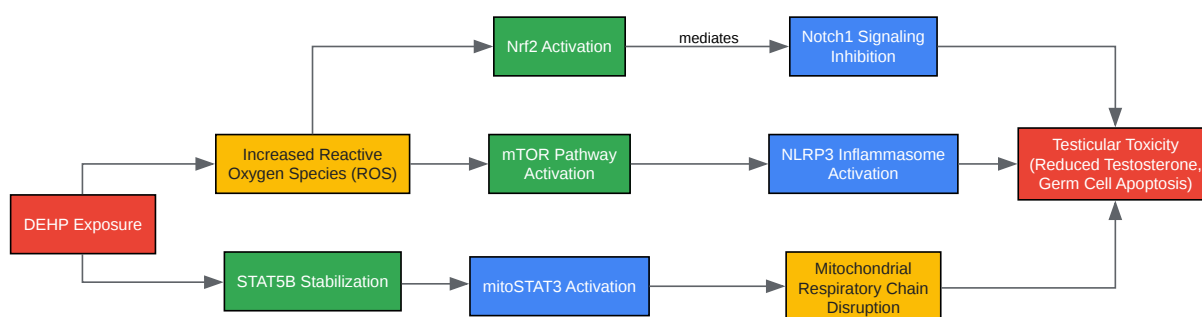 Nrf2 Activation
mediates
Notch1 Signaling
Inhibition
Increased Reactive
Oxygen Species (ROS)
mTOR Pathway
Activation
NLRP3 Inflammasome
Activation
Testicular Toxicity
(Reduced Testosterone,
Germ Cell Apoptosis)
DEHP Exposure
STAT5B Stabilization
mitoSTAT3 Activation
Mitochondrial
Respiratory Chain
Disruption